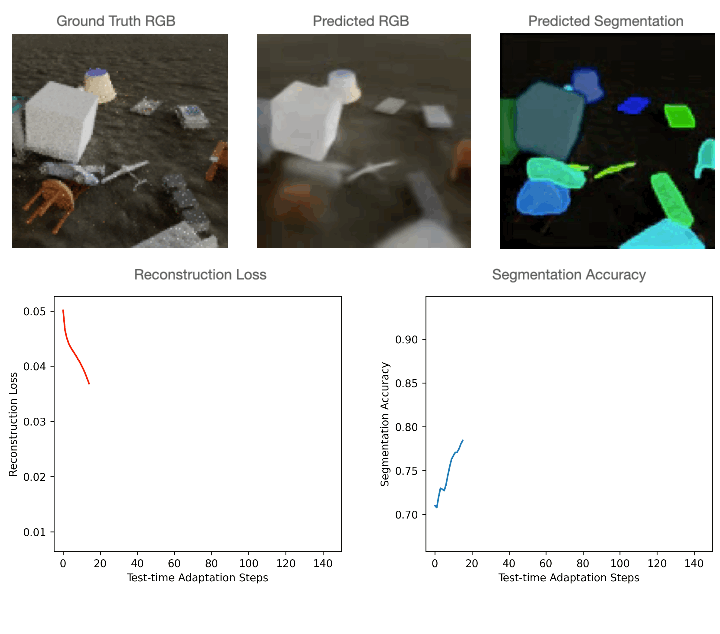 Ground Truth RGB
Predicted RGB
Predicted Segmentation
Reconstruction Loss
Segmentation Accuracy
0.05
0.04
0.03
0.02
0.01
Reconstruction Loss
0 20 40 60 80 100 120 140
Test-time Adaptation Steps
0.90
0.85
0.80
0.75
0.70
Segmentation Accuracy
0 20 40 60 80 100 120 140
Test-time Adaptation Steps